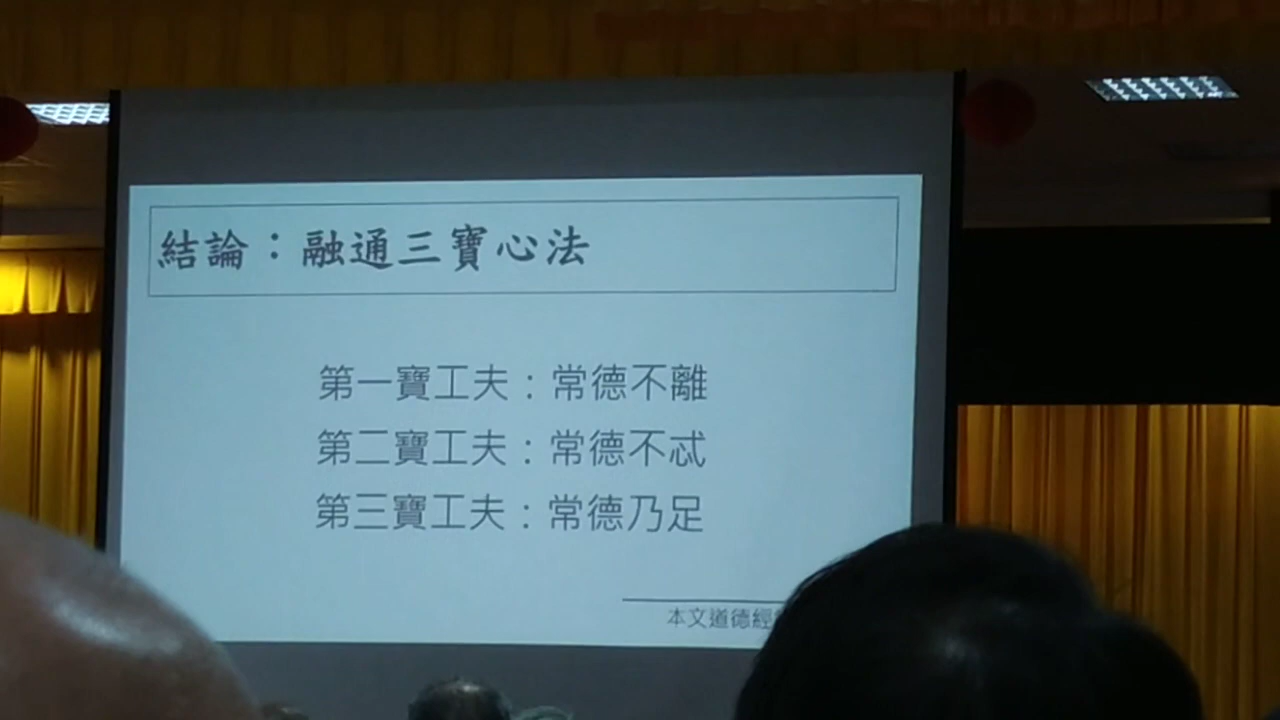 結論：融通三寶心法
第一寶工夫：常德不離
第二寶工夫：常德不忒
第三寶工夫：常德乃足
本文道德經